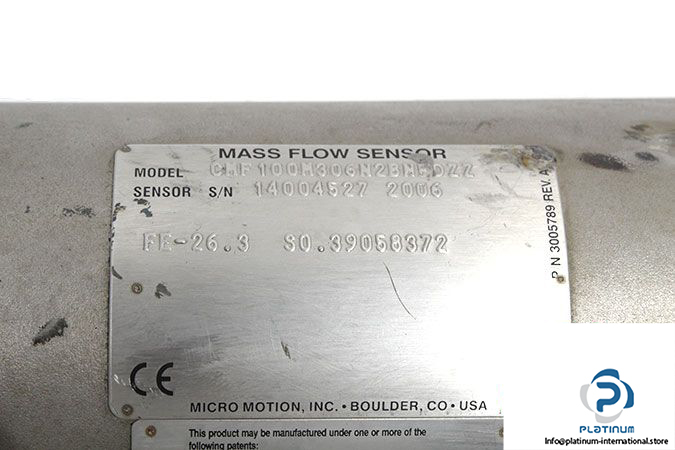 MASS FLOW SENSOR
MODEL CMF100M306N2BMEDZZ
SENSOR S/N 14004527 2006
FE-26.3 SO.39058372
P N 3005789 REV. A
CE
MICRO MOTION, INC. • BOULDER, CO • USA
This product may be manufactured under one or more of the
following patents:
PLATINUM
Info@platinum-international.store